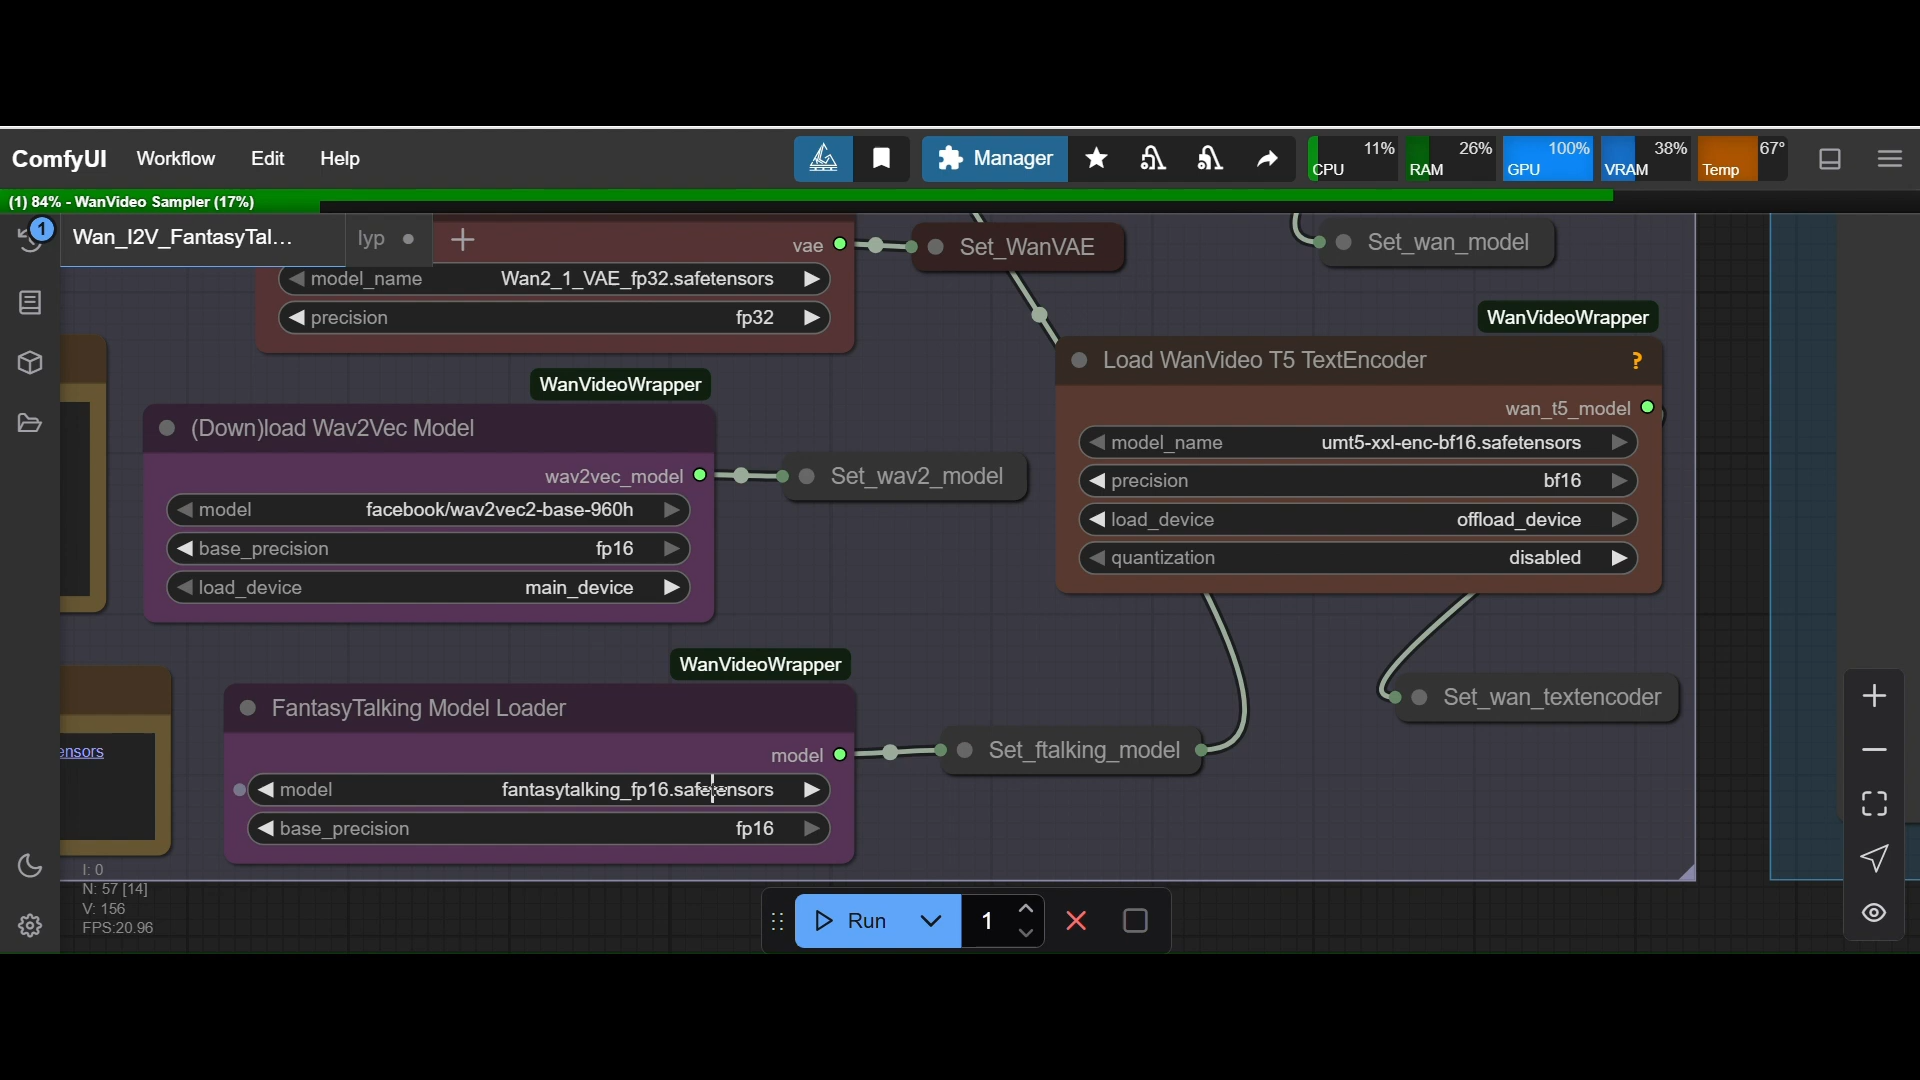 ComfyUI
Workflow
Edit
Help
Manager
CPU
11%
RAM
26%
GPU
100%
VRAM
38%
Temp
67°
(1) 84% - WanVideo Sampler (17%)
1
Wan_I2V_FantasyTal...
lyp
vae
model_name
Wan2_1_VAE_fp32.safetensors
precision
fp32
Set_WanVAE
Set_wan_model
WanVideoWrapper
Load WanVideo T5 TextEncoder
?
wan_t5_model
model_name
umt5-xxl-enc-bf16.safetensors
precision
bf16
load_device
offload_device
quantization
disabled
WanVideoWrapper
(Down)load Wav2Vec Model
wav2vec_model
model
facebook/wav2vec2-base-960h
base_precision
fp16
load_device
main_device
Set_wav2_model
WanVideoWrapper
FantasyTalking Model Loader
model
model
fantasytalking_fp16.safetensors
base_precision
fp16
Set_ftalking_model
Set_wan_textencoder
ensors
I: 0
N: 57 [14]
V: 156
FPS:20.96
Run
1